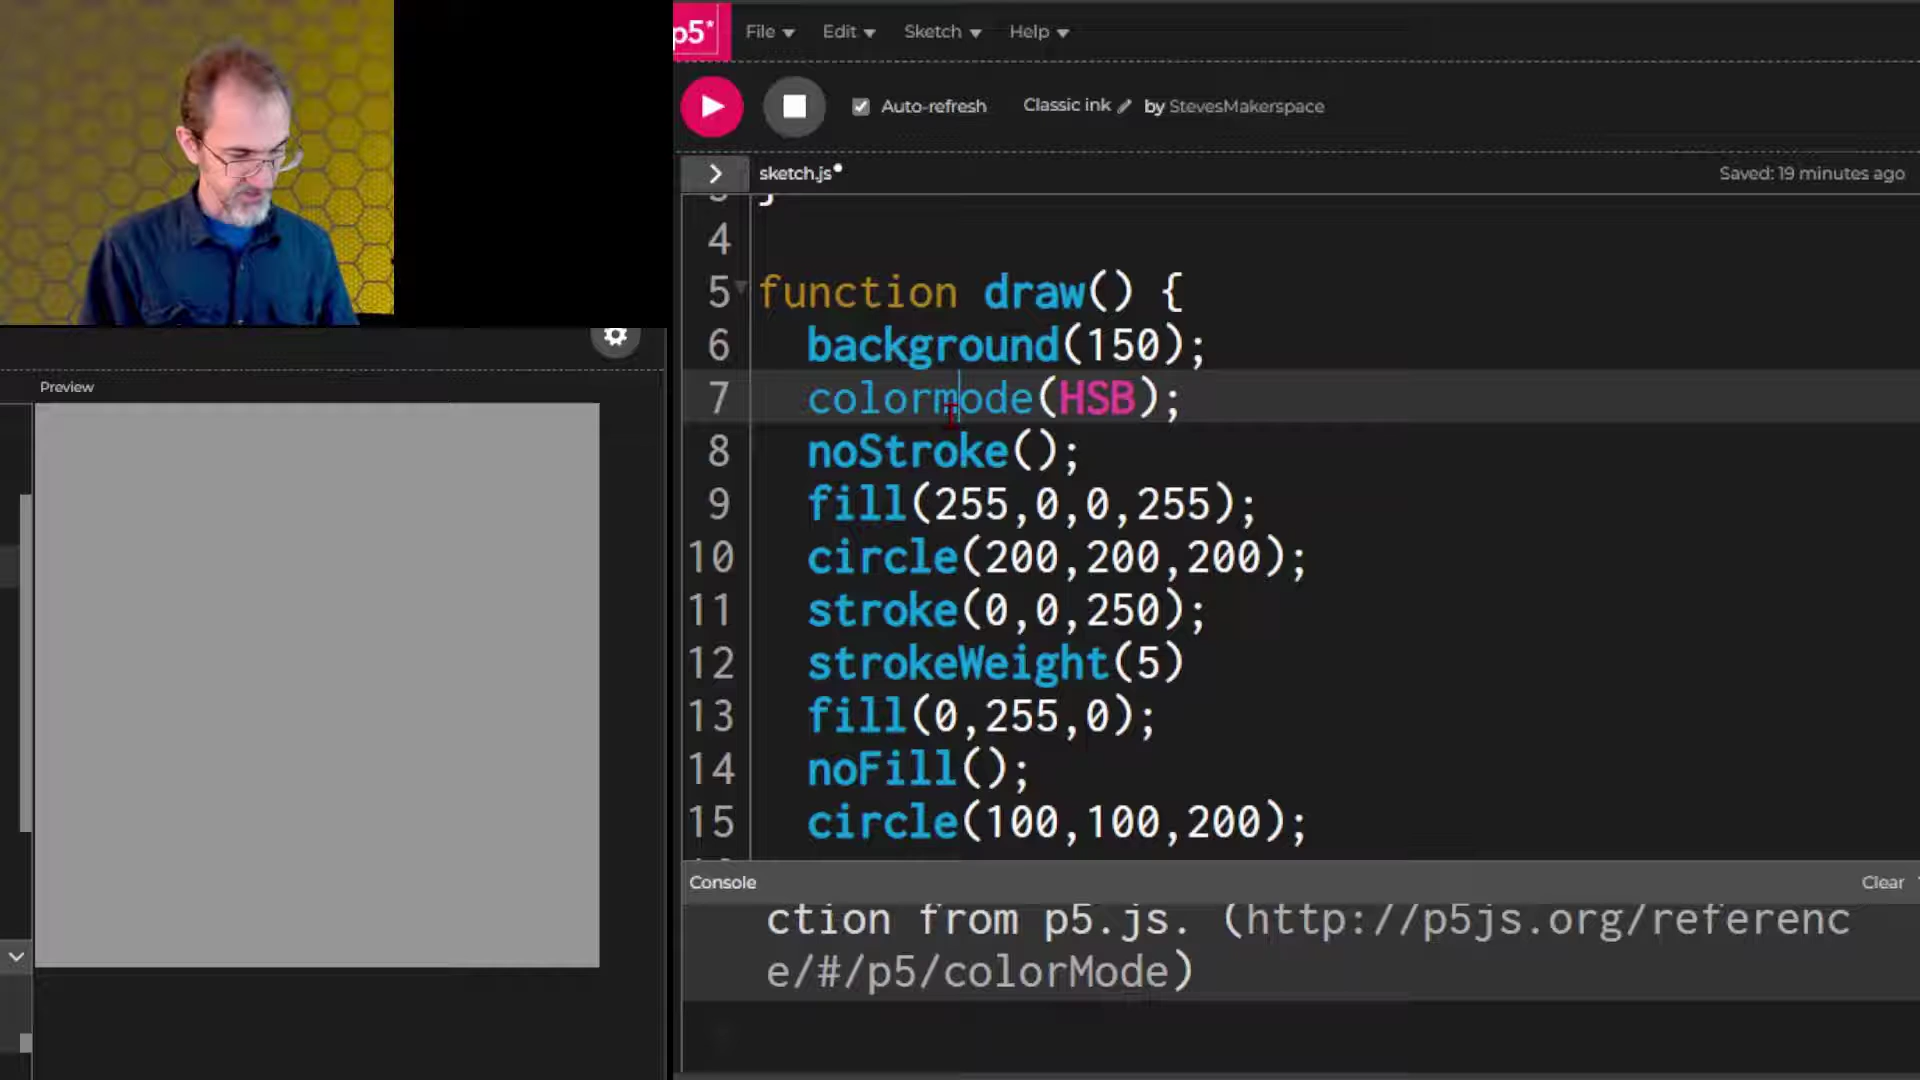 p5*
File
Edit
Sketch
Help
Auto-refresh
Classic ink
by StevesMakerspace
sketch.js
Saved: 19 minutes ago
Preview
4
5 function draw() {
6 background(150);
7 colormode(HSB);
8 noStroke();
9 fill(255,0,0,255);
10 circle(200,200,200);
11 stroke(0,0,250);
12 strokeWeight(5)
13 fill(0,255,0);
14 noFill();
15 circle(100,100,200);
Console
Clear
ction from p5.js. (http://p5js.org/referenc
e/#/p5/colorMode)